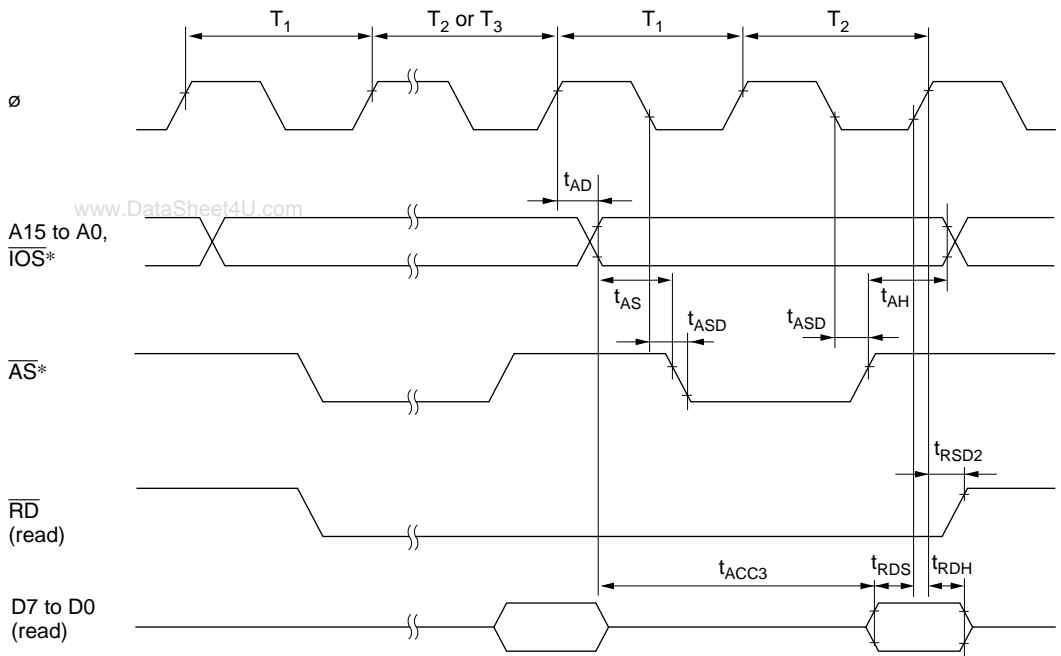 T1 T2 or T3 T1 T2
ø
tAD
www.DataSheet4U.com
A15 to A0,
IOS*
tAS tASD tASD tAH
AS*
tRSD2
RD
(read)
tACC3 tRDS tRDH
D7 to D0
(read)